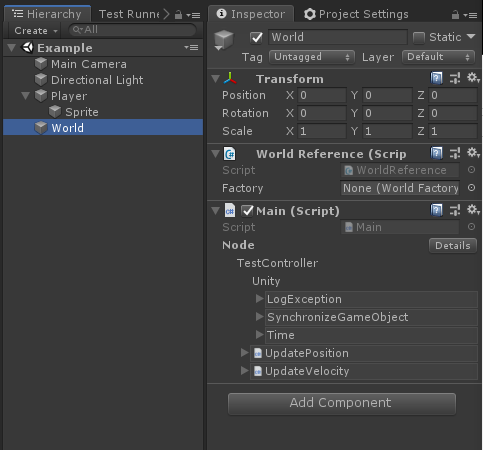 Hierarchy
Test Runne
Create
All
Example
Main Camera
Directional Light
Player
Sprite
World
Inspector
Project Settings
World
Static
Tag
Untagged
Layer
Default
Transform
Position X 0 Y 0 Z 0
Rotation X 0 Y 0 Z 0
Scale X 1 Y 1 Z 1
World Reference (Scrip
Script WorldReference
Factory None (World Factory
Main (Script)
Script Main
Node Details
TestController
Unity
LogException
SynchronizeGameObject
Time
UpdatePosition
UpdateVelocity
Add Component